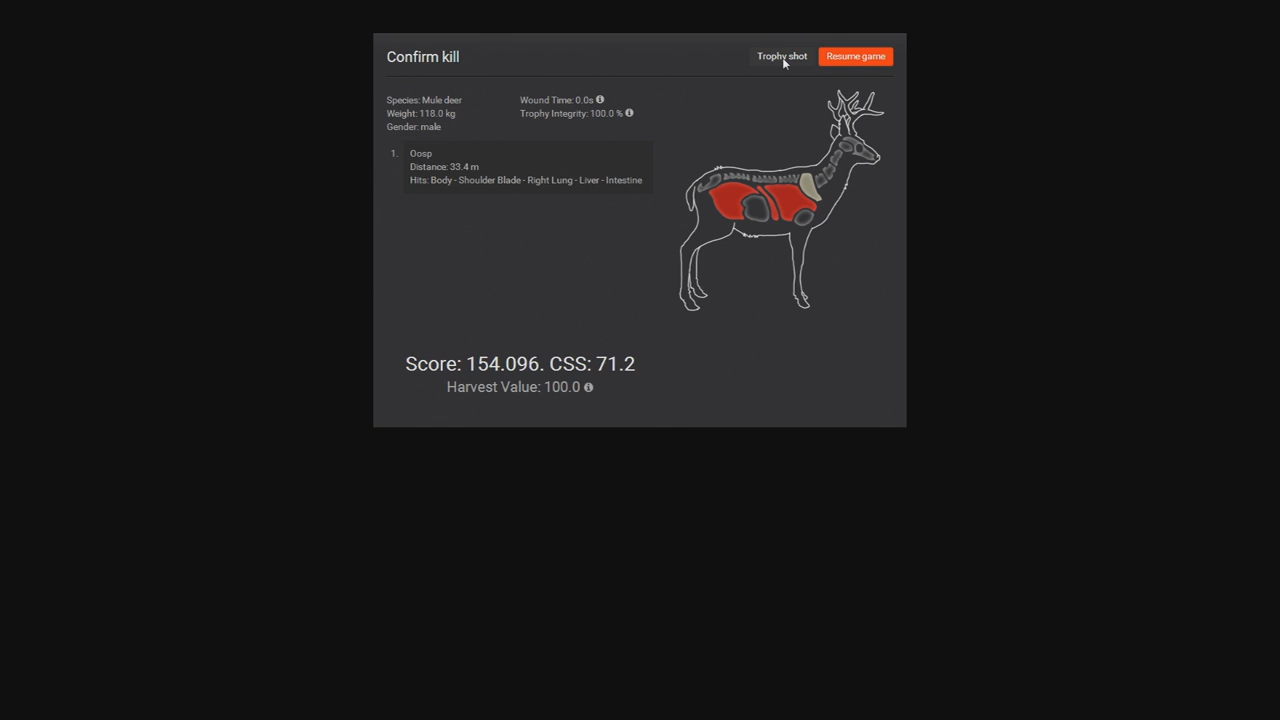 Confirm kill
Trophy shot
Resume game
Species: Mule deer
Weight: 118.0 kg
Gender: male
Wound Time: 0.0s
Trophy Integrity: 100.0 %
1.
Oosp
Distance: 33.4 m
Hits: Body - Shoulder Blade - Right Lung - Liver - Intestine
Score: 154.096. CSS: 71.2
Harvest Value: 100.0